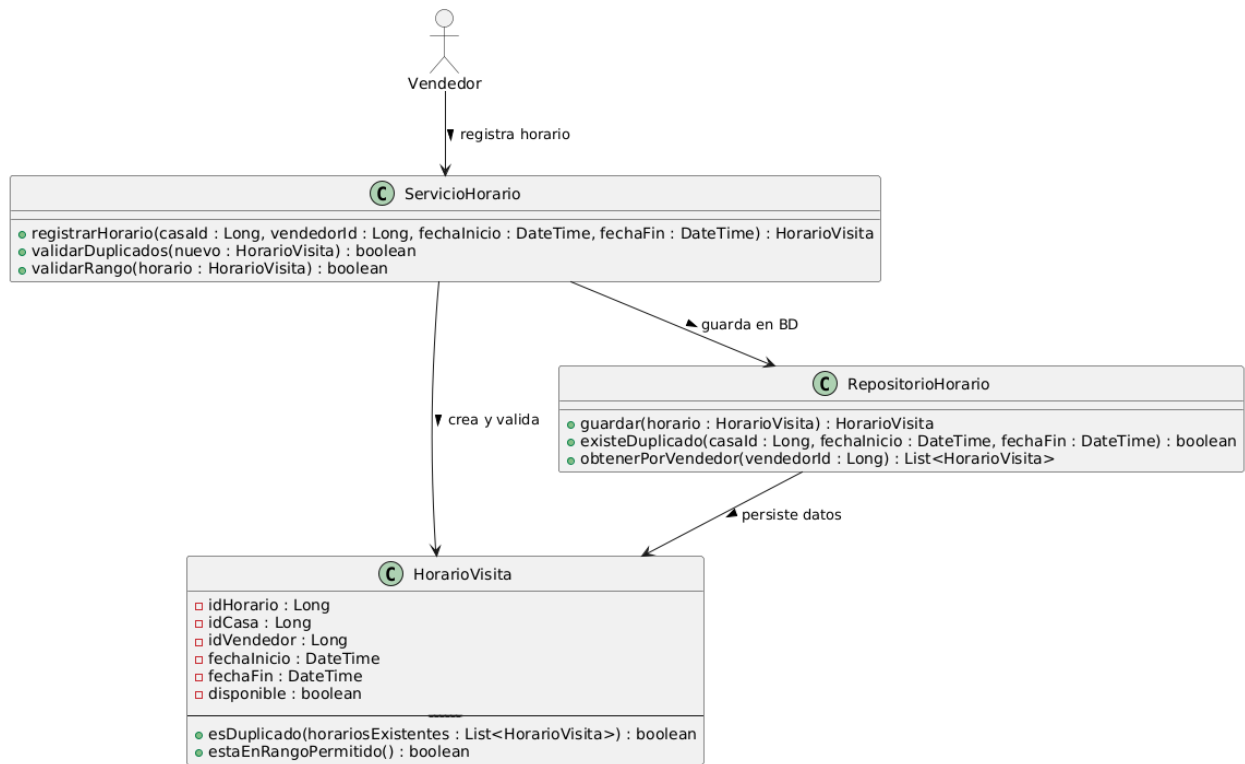 Vendedor
registra horario
C ServicioHorario
registrarHorario(casaId : Long, vendedorId : Long, fechaInicio : DateTime, fechaFin : DateTime) : HorarioVisita
validarDuplicados(nuevo : HorarioVisita) : boolean
validarRango(horario : HorarioVisita) : boolean
guarda en BD
C RepositorioHorario
guardar(horario : HorarioVisita) : HorarioVisita
existeDuplicado(casaId : Long, fechaInicio : DateTime, fechaFin : DateTime) : boolean
obtenerPorVendedor(vendedorId : Long) : List<HorarioVisita>
crea y valida
persiste datos
C HorarioVisita
idHorario : Long
idCasa : Long
idVendedor : Long
fechaInicio : DateTime
fechaFin : DateTime
disponible : boolean
esDuplicado(horariosExistentes : List<HorarioVisita>) : boolean
estaEnRangoPermitido() : boolean